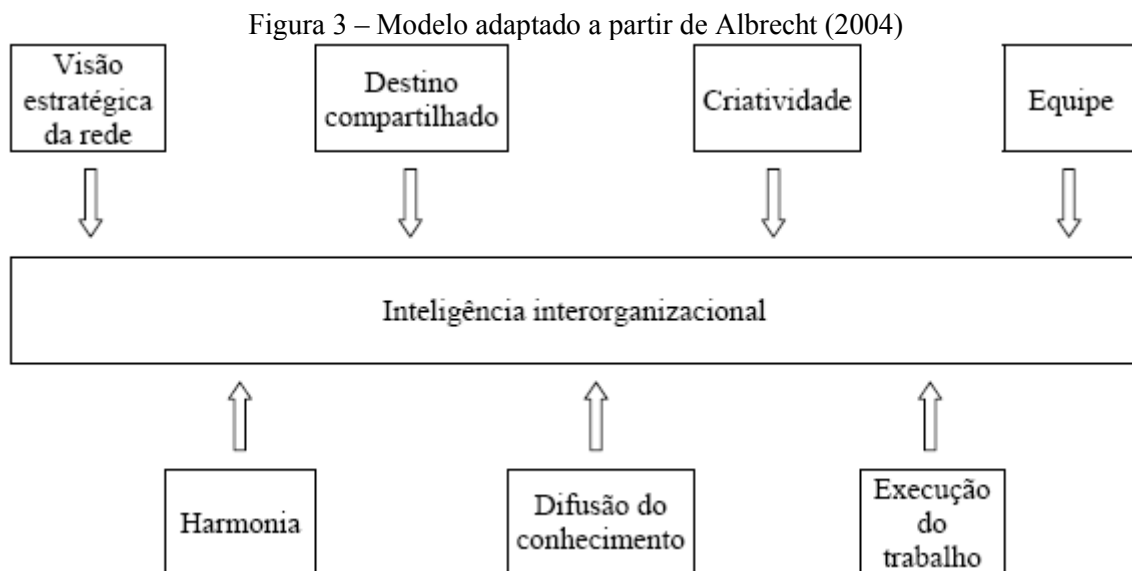 Figura 3 – Modelo adaptado a partir de Albrecht (2004)
Visão
estratégica
da rede
Destino
compartilhado
Criatividade
Equipe
Inteligência interorganizacional
Harmonia
Difusão do
conhecimento
Execução
do
trabalho